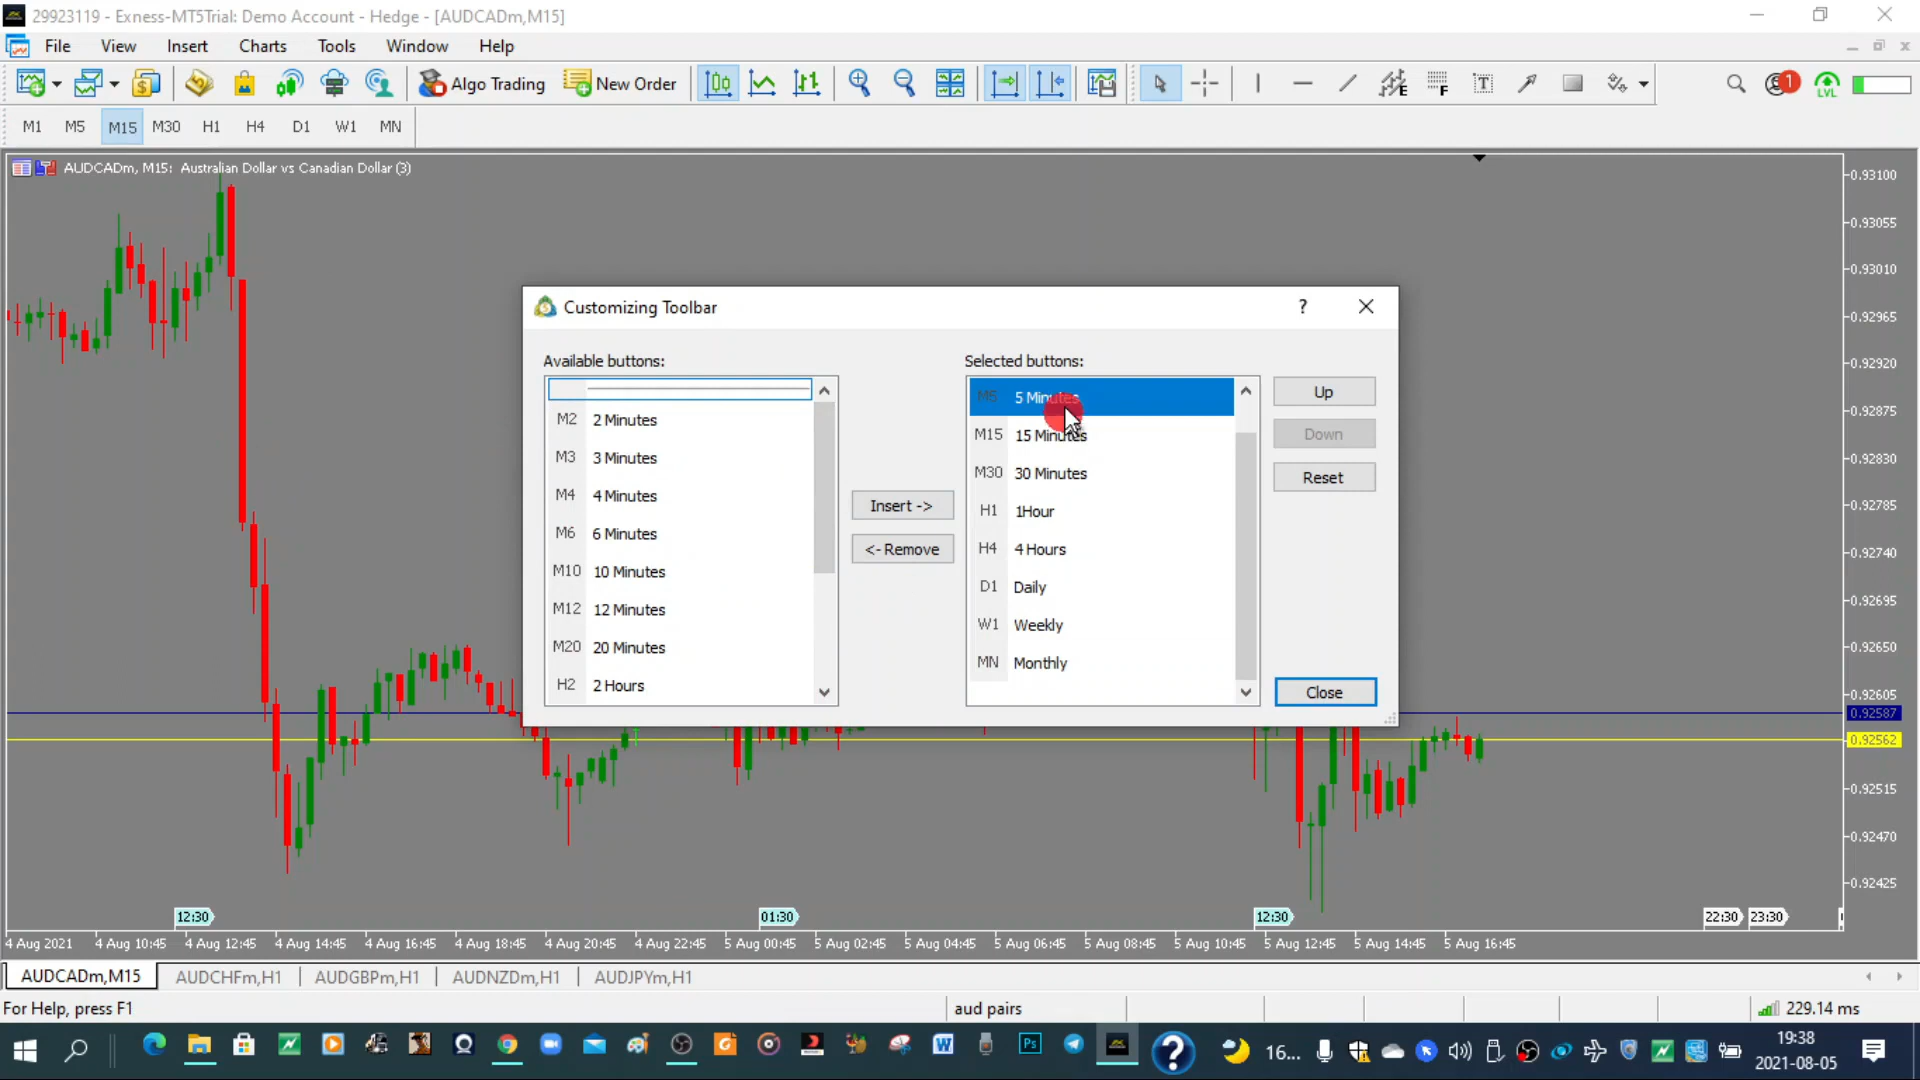 29923119 - Exness-MT5Trial: Demo Account - Hedge - [AUDCADm,M15]
File View Insert Charts Tools Window Help
Algo Trading New Order E F T 1 LVL
M1 M5 M15 M30 H1 H4 D1 W1 MN
AUDCADm, M15: Australian Dollar vs Canadian Dollar (3)
0.93100
0.93055
0.93010
0.92965
0.92920
0.92875
0.92830
0.92785
0.92740
0.92695
0.92650
0.92605
0.92587
0.92562
0.92515
0.92470
0.92425
Customizing Toolbar ?
Available buttons:
M2 2 Minutes
M3 3 Minutes
M4 4 Minutes
M6 6 Minutes
M10 10 Minutes
M12 12 Minutes
M20 20 Minutes
H2 2 Hours
Insert ->
<- Remove
Selected buttons:
M5 5 Minutes
M15 15 Minutes
M30 30 Minutes
H1 1Hour
H4 4 Hours
D1 Daily
W1 Weekly
MN Monthly
Up
Down
Reset
Close
12:30 01:30 12:30 22:30 23:30
4 Aug 2021 4 Aug 10:45 4 Aug 12:45 4 Aug 14:45 4 Aug 16:45 4 Aug 18:45 4 Aug 20:45 4 Aug 22:45 5 Aug 00:45 5 Aug 02:45 5 Aug 04:45 5 Aug 06:45 5 Aug 08:45 5 Aug 10:45 5 Aug 12:45 5 Aug 14:45 5 Aug 16:45
AUDCADm,M15 AUDCHFm,H1 AUDGBPm,H1 AUDNZDm,H1 AUDJPYm,H1
For Help, press F1 aud pairs 229.14 ms
W Ps ? 16... 19:38
2021-08-05